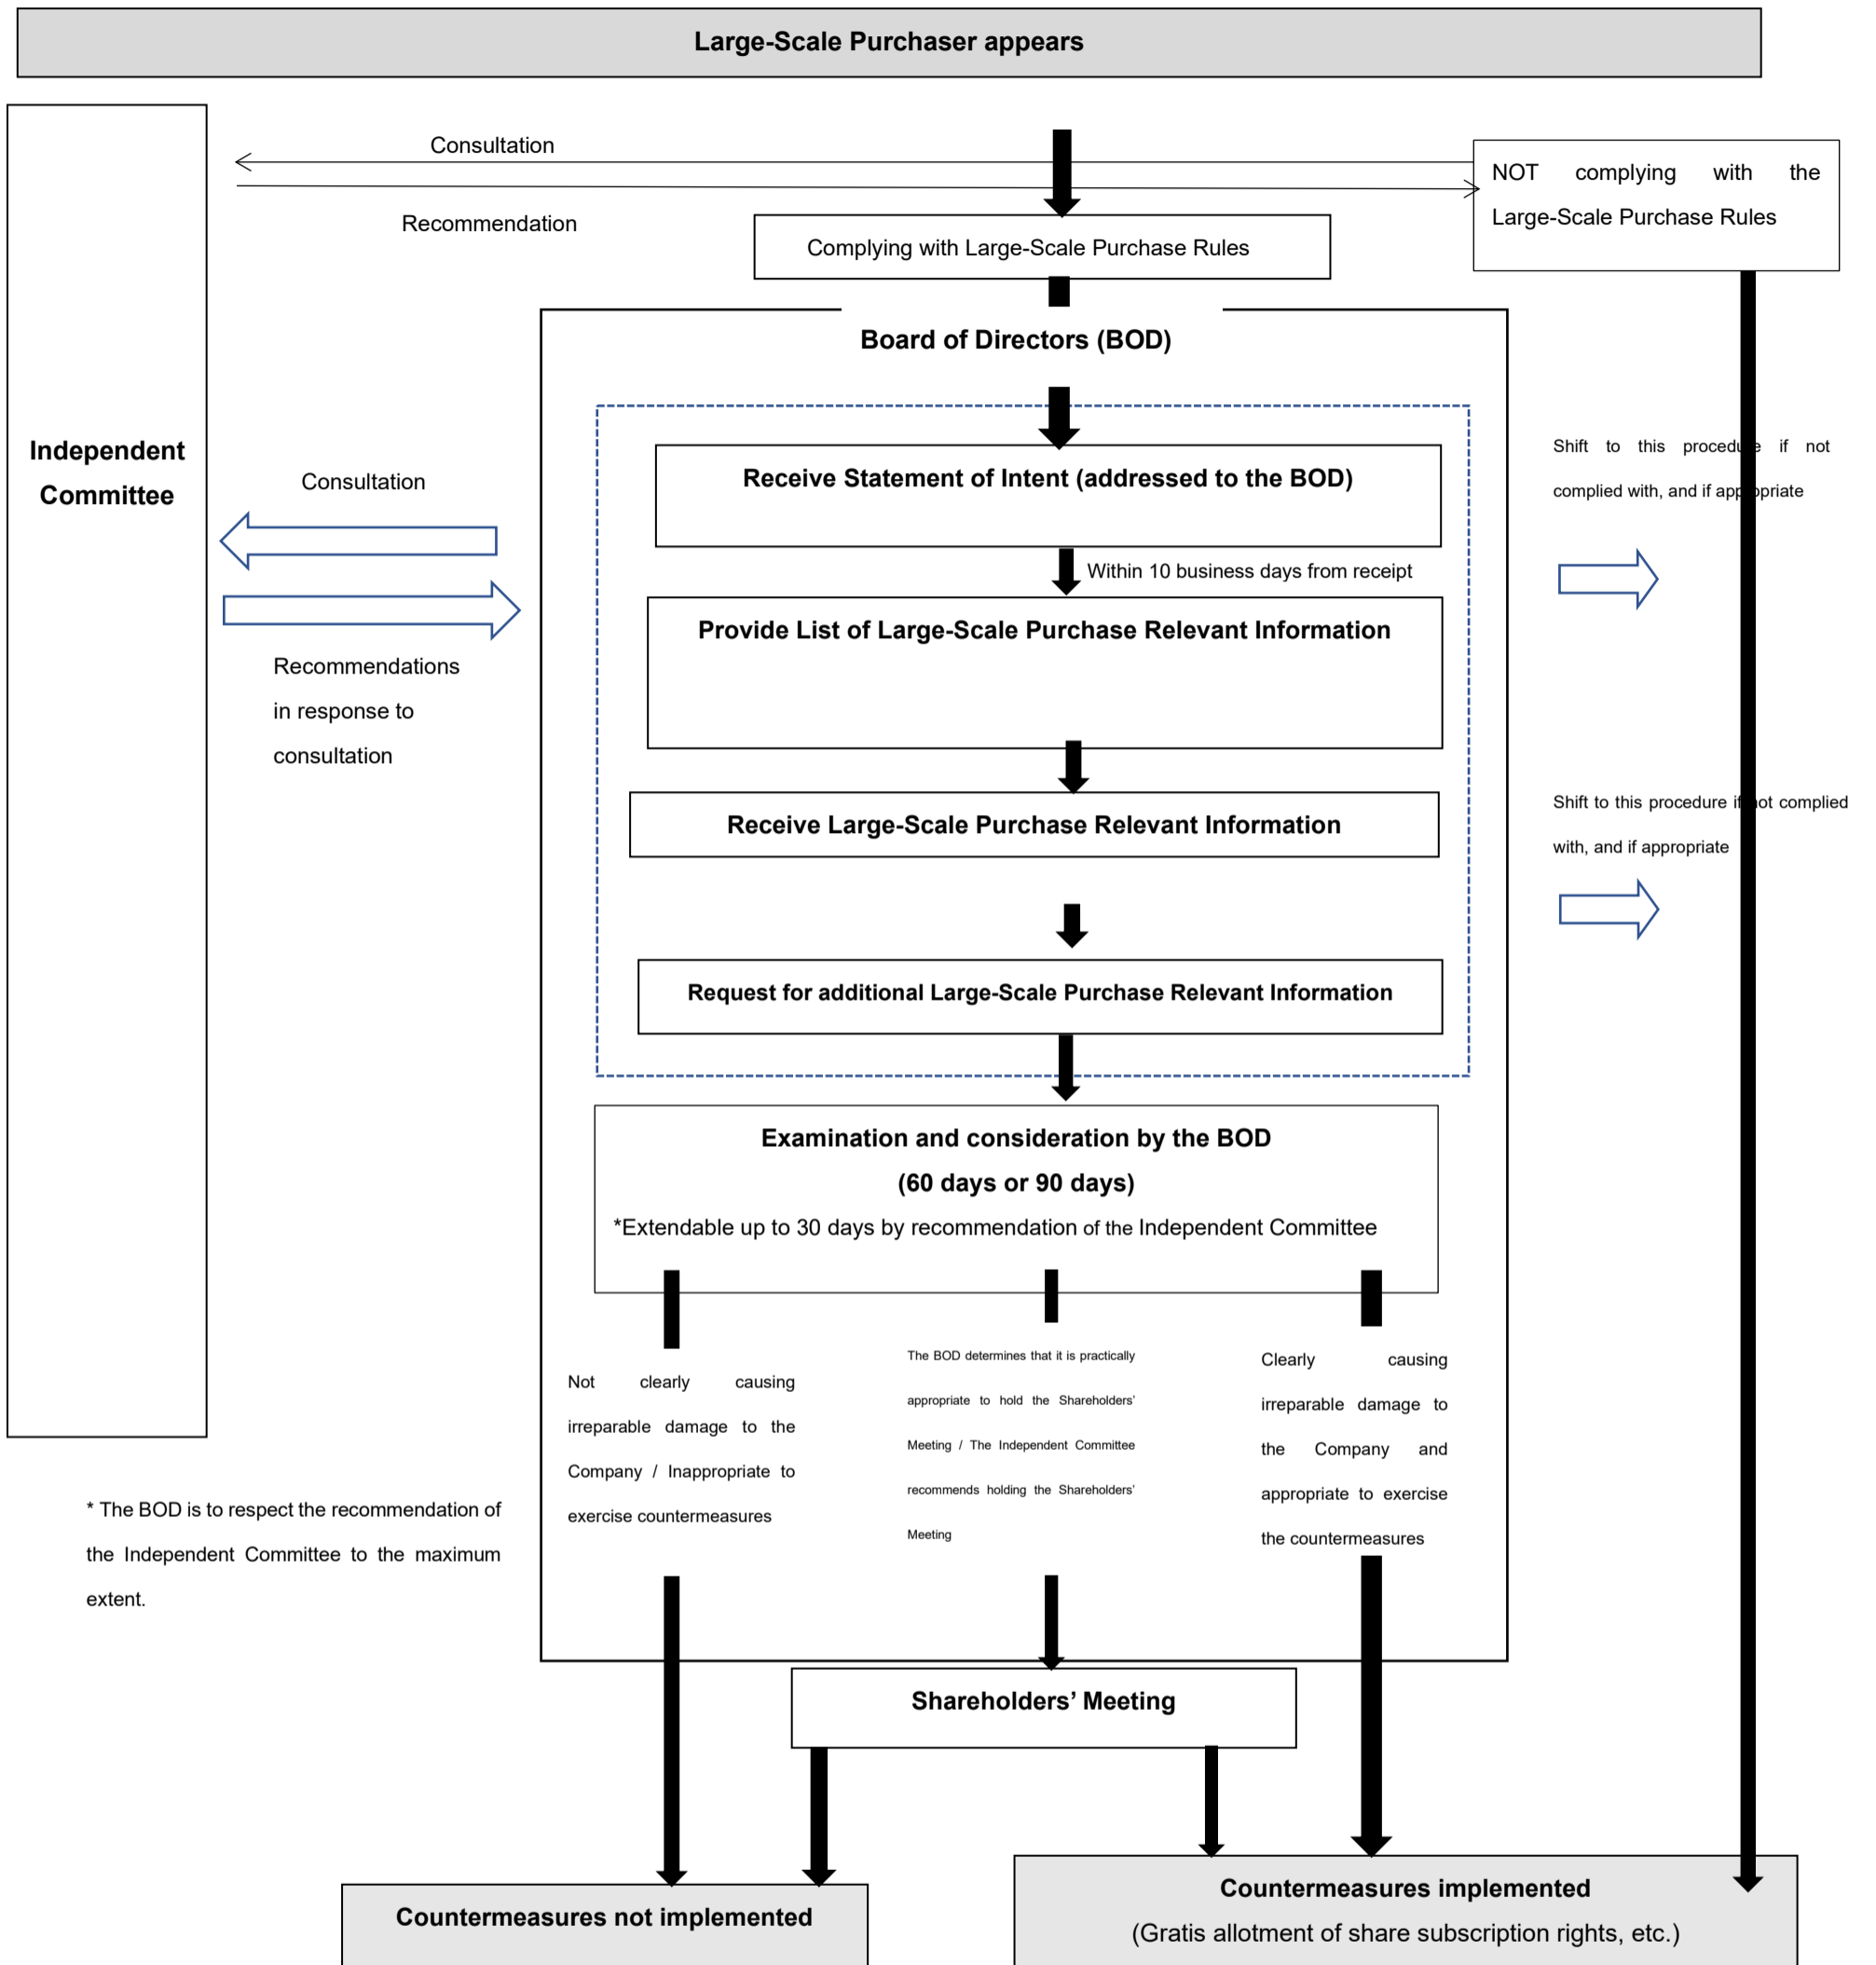 Large-Scale Purchaser appears
Consultation
Recommendation
NOT complying with the
Large-Scale Purchase Rules
Complying with Large-Scale Purchase Rules
Board of Directors (BOD)
Independent
Committee
Consultation
Recommendations
in response to
consultation
Receive Statement of Intent (addressed to the BOD)
Within 10 business days from receipt
Provide List of Large-Scale Purchase Relevant Information
Receive Large-Scale Purchase Relevant Information
Request for additional Large-Scale Purchase Relevant Information
Shift to this procedure if not
complied with, and if appropriate
Shift to this procedure if not complied
with, and if appropriate
Examination and consideration by the BOD
(60 days or 90 days)
*Extendable up to 30 days by recommendation of the Independent Committee
Not clearly causing
irreparable damage to the
Company / Inappropriate to
exercise countermeasures
The BOD determines that it is practically
appropriate to hold the Shareholders’
Meeting / The Independent Committee
recommends holding the Shareholders’
Meeting
Clearly causing
irreparable damage to
the Company and
appropriate to exercise
the countermeasures
* The BOD is to respect the recommendation of
the Independent Committee to the maximum
extent.
Shareholders’ Meeting
Countermeasures not implemented
Countermeasures implemented
(Gratis allotment of share subscription rights, etc.)